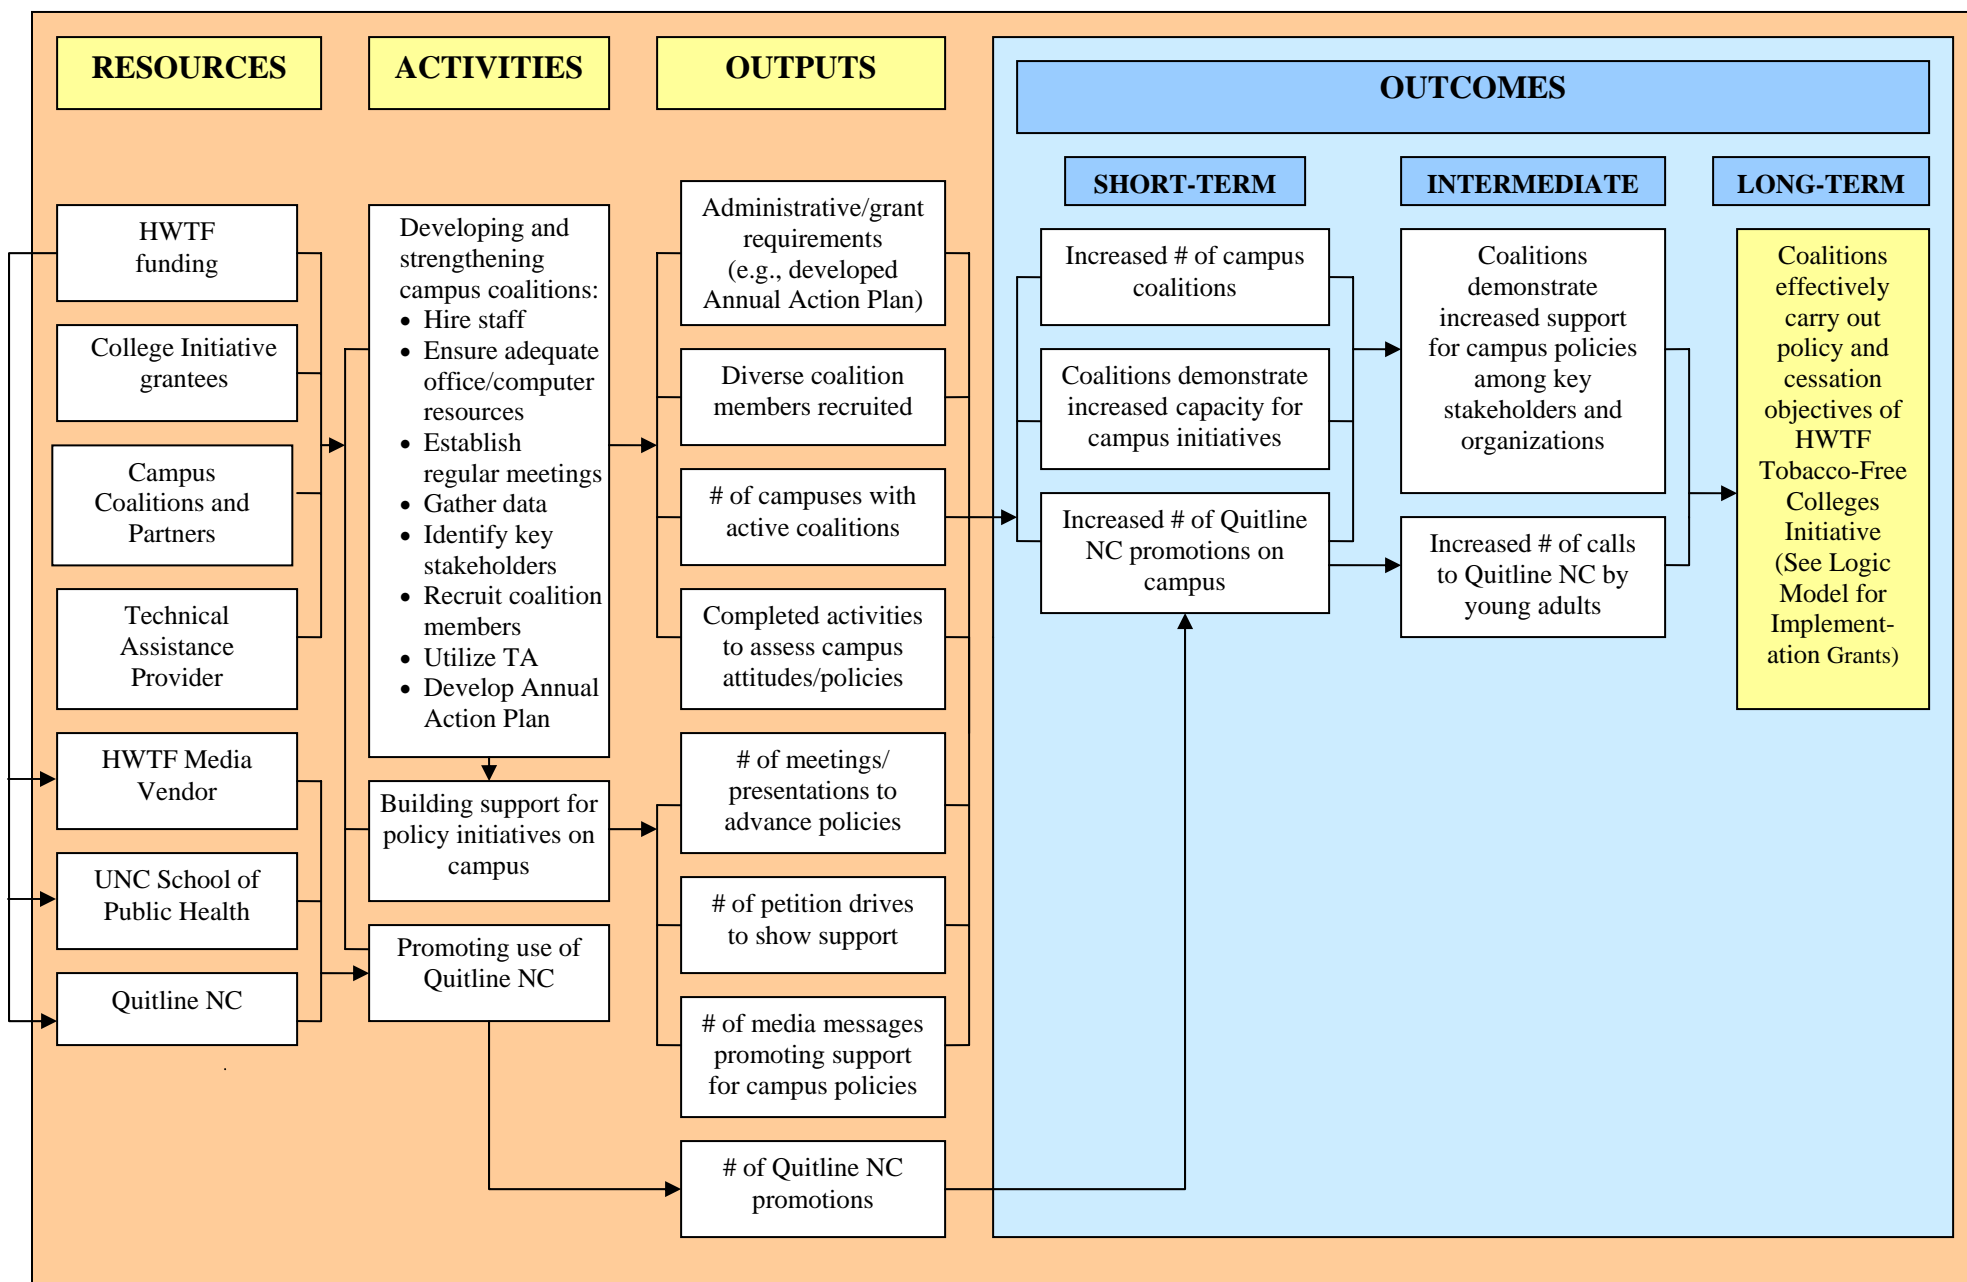 RESOURCES
ACTIVITIES
OUTPUTS
OUTCOMES
SHORT-TERM
INTERMEDIATE
LONG-TERM
HWTF
funding
College Initiative
grantees
Campus
Coalitions and
Partners
Technical
Assistance
Provider
HWTF Media
Vendor
UNC School of
Public Health
Quitline NC
Developing and
strengthening
campus coalitions:
• Hire staff
• Ensure adequate
office/computer
resources
• Establish
regular meetings
• Gather data
• Identify key
stakeholders
• Recruit coalition
members
• Utilize TA
• Develop Annual
Action Plan
Building support for
policy initiatives on
campus
Promoting use of
Quitline NC
Administrative/grant
requirements
(e.g., developed
Annual Action Plan)
Diverse coalition
members recruited
# of campuses with
active coalitions
Completed activities
to assess campus
attitudes/policies
# of meetings/
presentations to
advance policies
# of petition drives
to show support
# of media messages
promoting support
for campus policies
# of Quitline NC
promotions
Increased # of campus
coalitions
Coalitions demonstrate
increased capacity for
campus initiatives
Increased # of Quitline
NC promotions on
campus
Coalitions
demonstrate
increased support
for campus policies
among key
stakeholders and
organizations
Increased # of calls
to Quitline NC by
young adults
Coalitions
effectively
carry out
policy and
cessation
objectives of
HWTF
Tobacco-Free
Colleges
Initiative
(See Logic
Model for
Implement-
ation Grants)